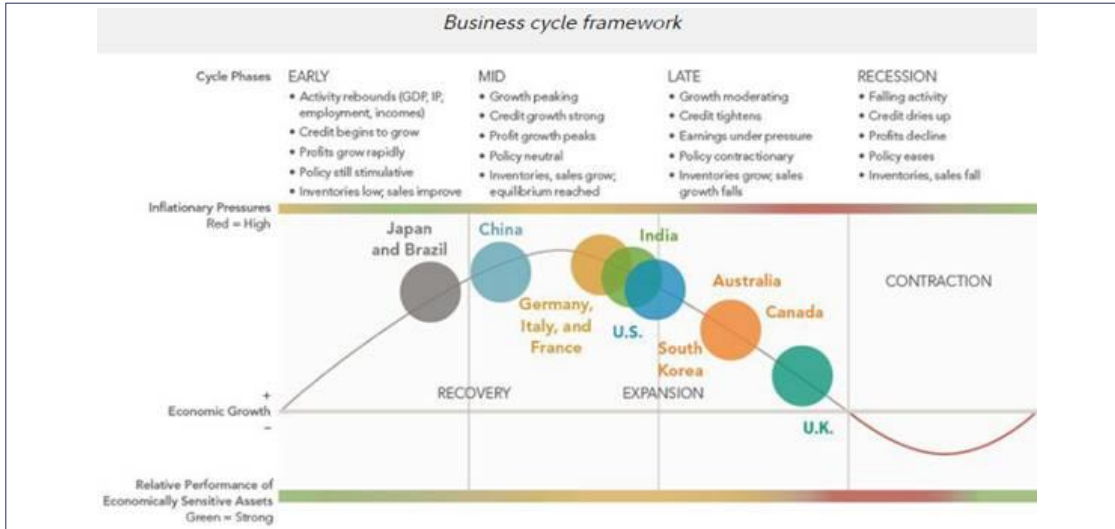 Business cycle framework
Cycle Phases
EARLY
• Activity rebounds (GDP, IP,
employment, incomes)
• Credit begins to grow
• Profits grow rapidly
• Policy still stimulative
• Inventories low; sales improve
MID
• Growth peaking
• Credit growth strong
• Profit growth peaks
• Policy neutral
• Inventories, sales grow;
equilibrium reached
LATE
• Growth moderating
• Credit tightens
• Earnings under pressure
• Policy contractionary
• Inventories grow; sales
growth falls
RECESSION
• Falling activity
• Credit dries up
• Profits decline
• Policy eases
• Inventories, sales fall
Inflationary Pressures
Red = High
Japan
and Brazil
China
India
Germany,
Italy, and
France
U.S.
Australia
Canada
South
Korea
U.K.
CONTRACTION
RECOVERY
EXPANSION
+
Economic Growth
–
Relative Performance of
Economically Sensitive Assets
Green = Strong